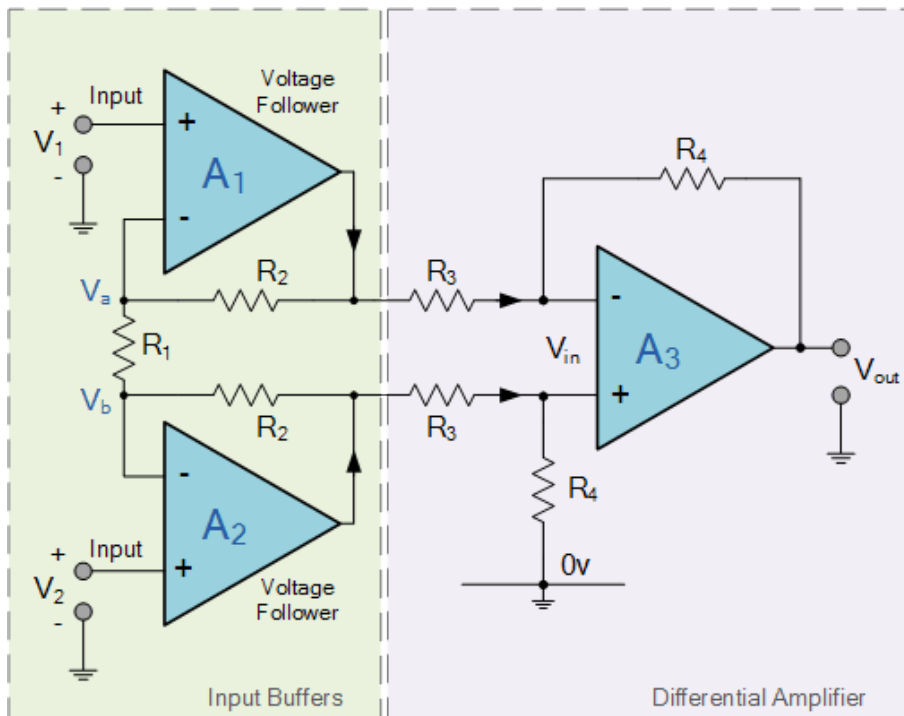 Voltage
Follower
+
Input
V1
-
+
A1
-
R2
Va
R1
Vb
R2
-
A2
+
+
Input
V2
-
Voltage
Follower
Input Buffers
R4
R3
-
Vin
A3
+
Vout
R3
R4
0v
Differential Amplifier